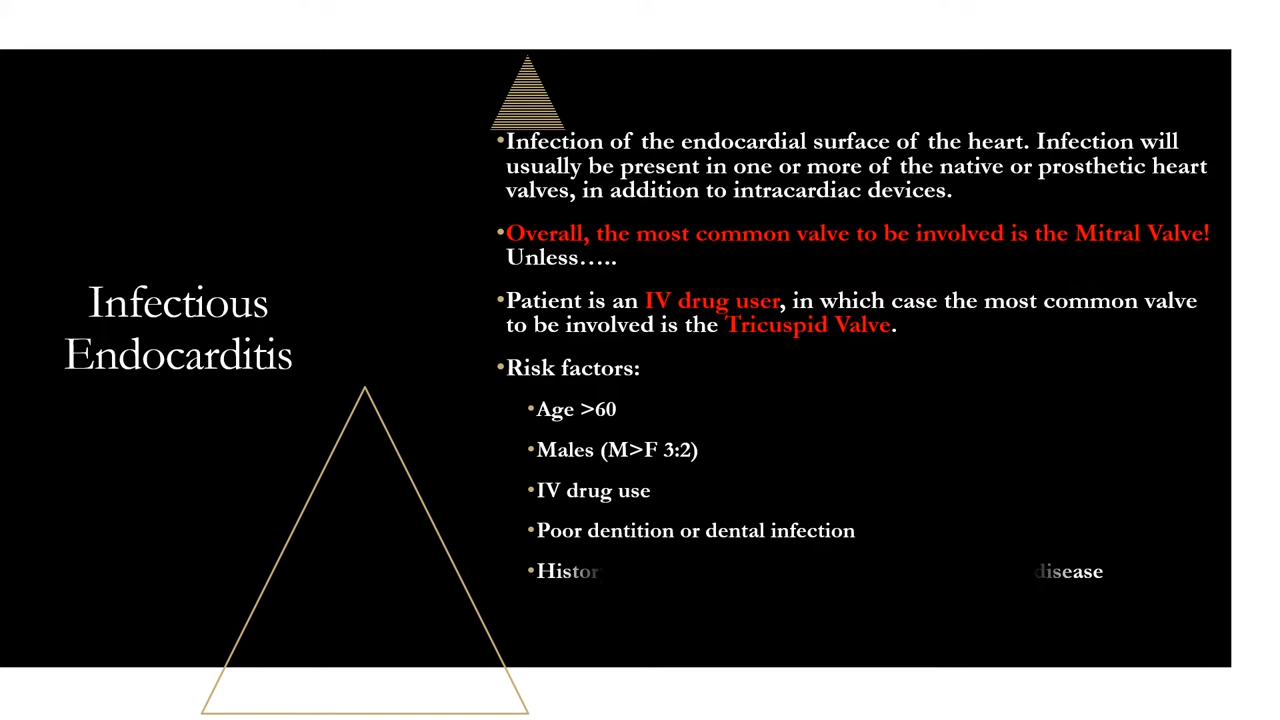 Infectious
Endocarditis
•Infection of the endocardial surface of the heart. Infection will
usually be present in one or more of the native or prosthetic heart
valves, in addition to intracardiac devices.
•Overall, the most common valve to be involved is the Mitral Valve!
Unless…..
•Patient is an IV drug user, in which case the most common valve
to be involved is the Tricuspid Valve.
•Risk factors:
•Age >60
•Males (M>F 3:2)
•IV drug use
•Poor dentition or dental infection
•Histor disease